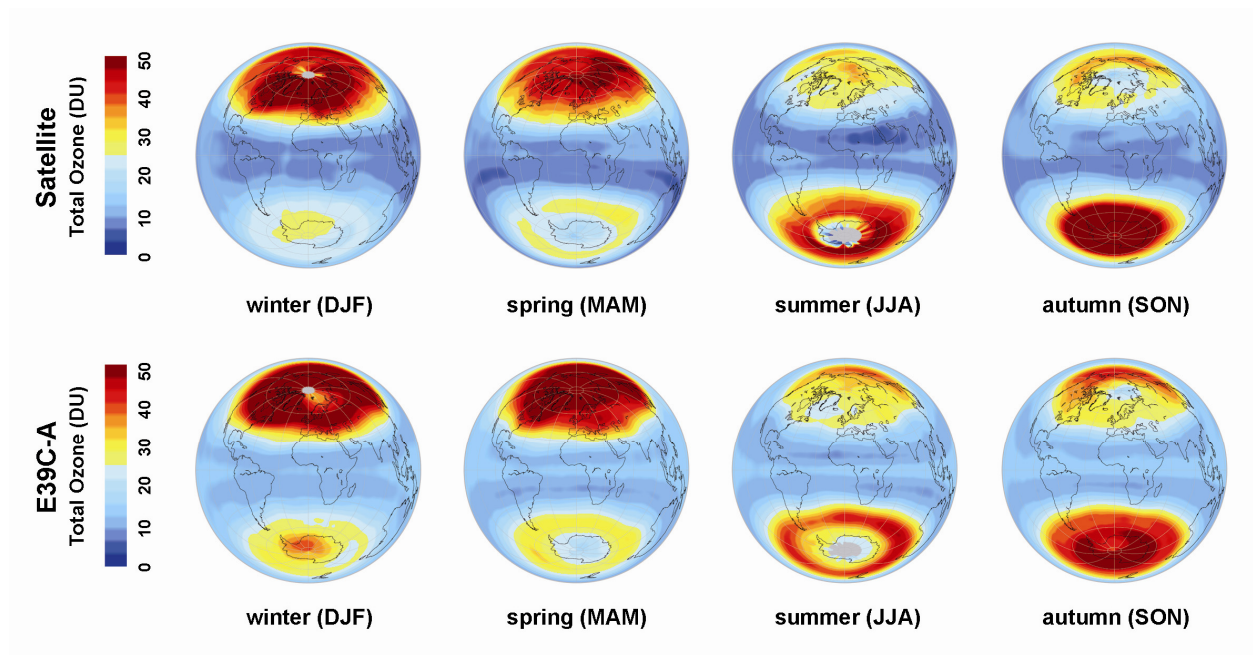 Satellite
Total Ozone (DU)
50
40
30
20
10
0
winter (DJF)
spring (MAM)
summer (JJA)
autumn (SON)
E39C-A
Total Ozone (DU)
50
40
30
20
10
0
winter (DJF)
spring (MAM)
summer (JJA)
autumn (SON)